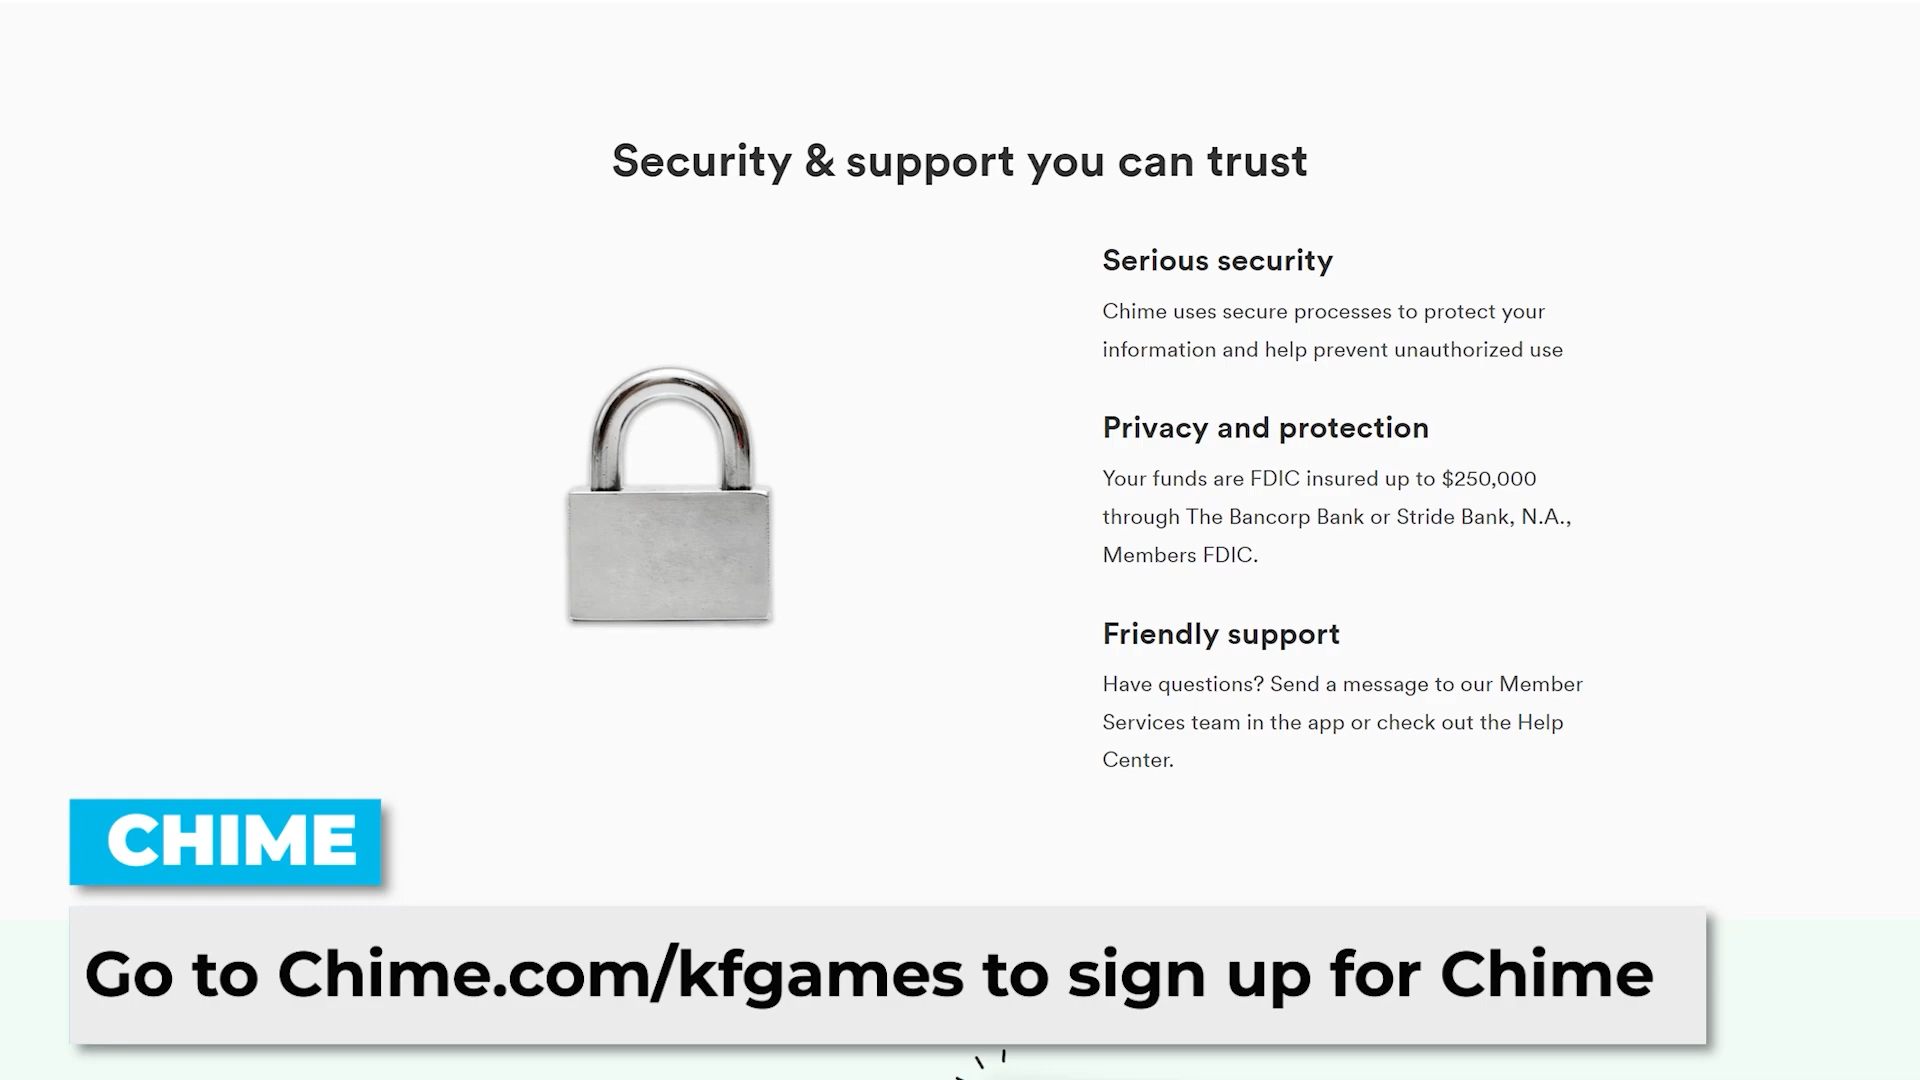 Security & support you can trust
Serious security
Chime uses secure processes to protect your
information and help prevent unauthorized use
Privacy and protection
Your funds are FDIC insured up to $250,000
through The Bancorp Bank or Stride Bank, N.A.,
Members FDIC.
Friendly support
Have questions? Send a message to our Member
Services team in the app or check out the Help
Center.
CHIME
Go to Chime.com/kfgames to sign up for Chime